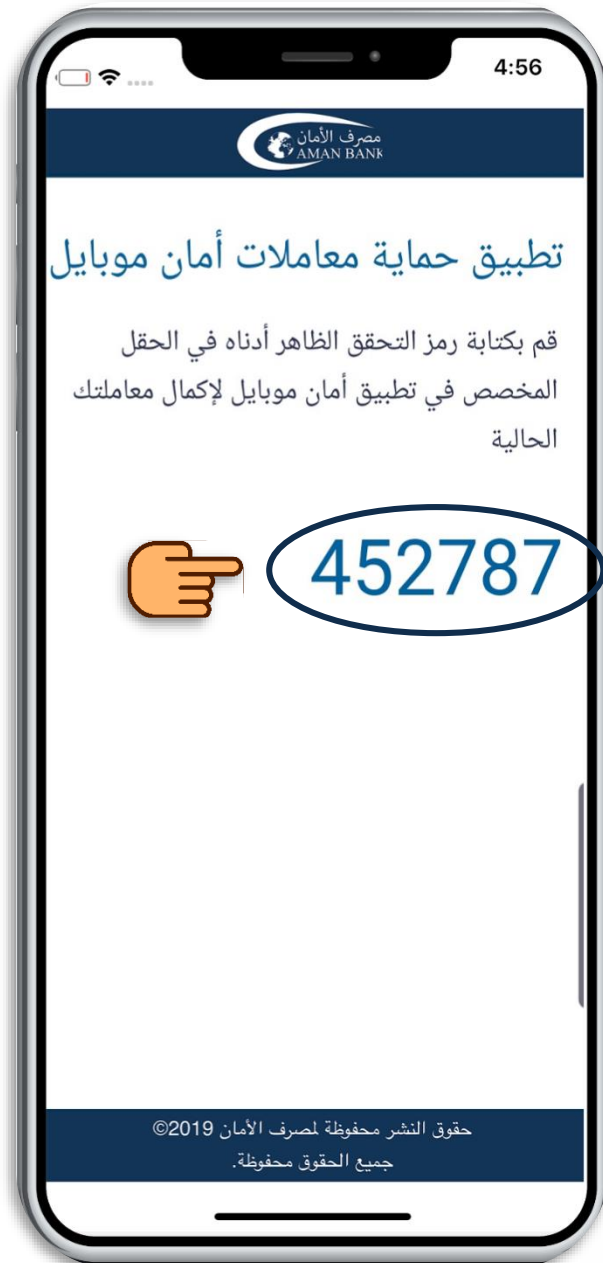 4:56
مصرف الأمان
AMAN BANK
تطبيق حماية معاملات أمان موبايل
قم بكتابة رمز التحقق الظاهر أدناه في الحقل
المخصص في تطبيق أمان موبايل لإكمال معاملتك
الحالية
452787
حقوق النشر محفوظة لمصرف الأمان 2019©
جميع الحقوق محفوظة.